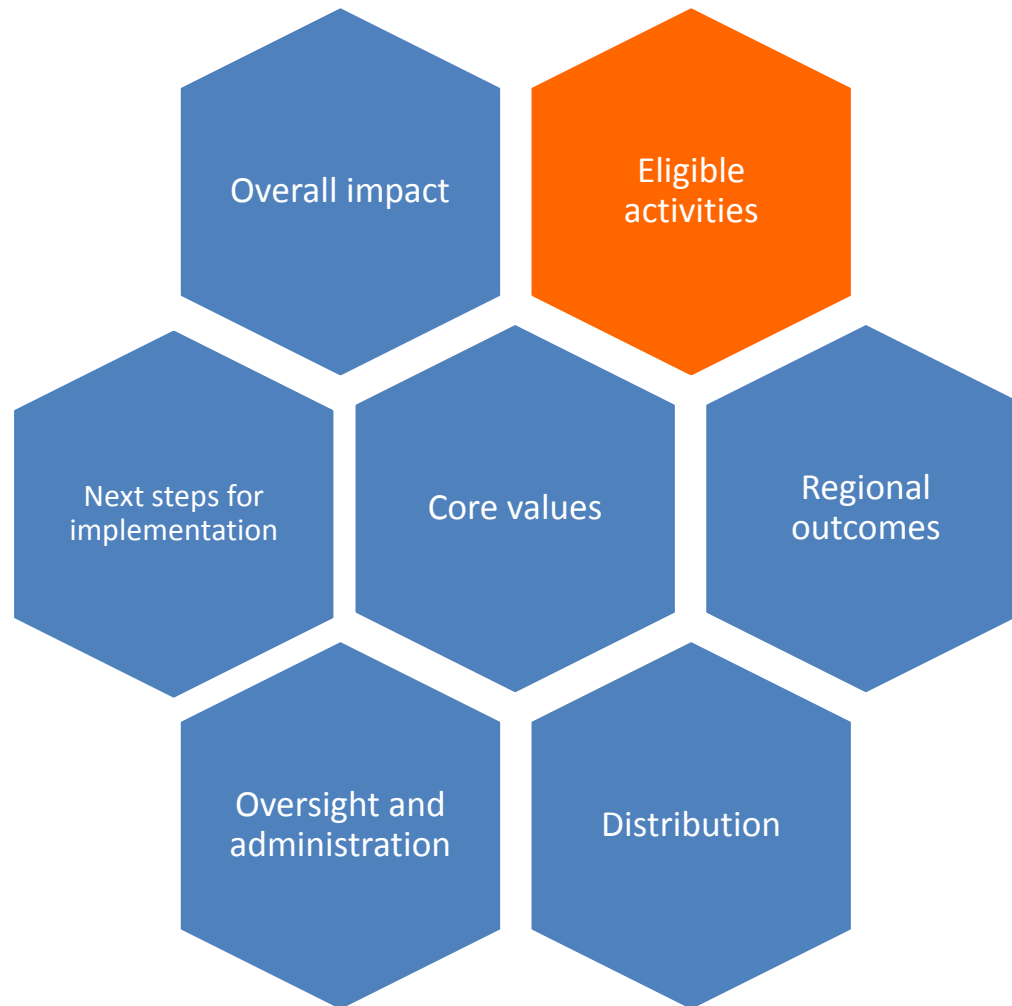 Overall impact
Eligible
activities
Next steps for
implementation
Core values
Regional
outcomes
Oversight and
administration
Distribution